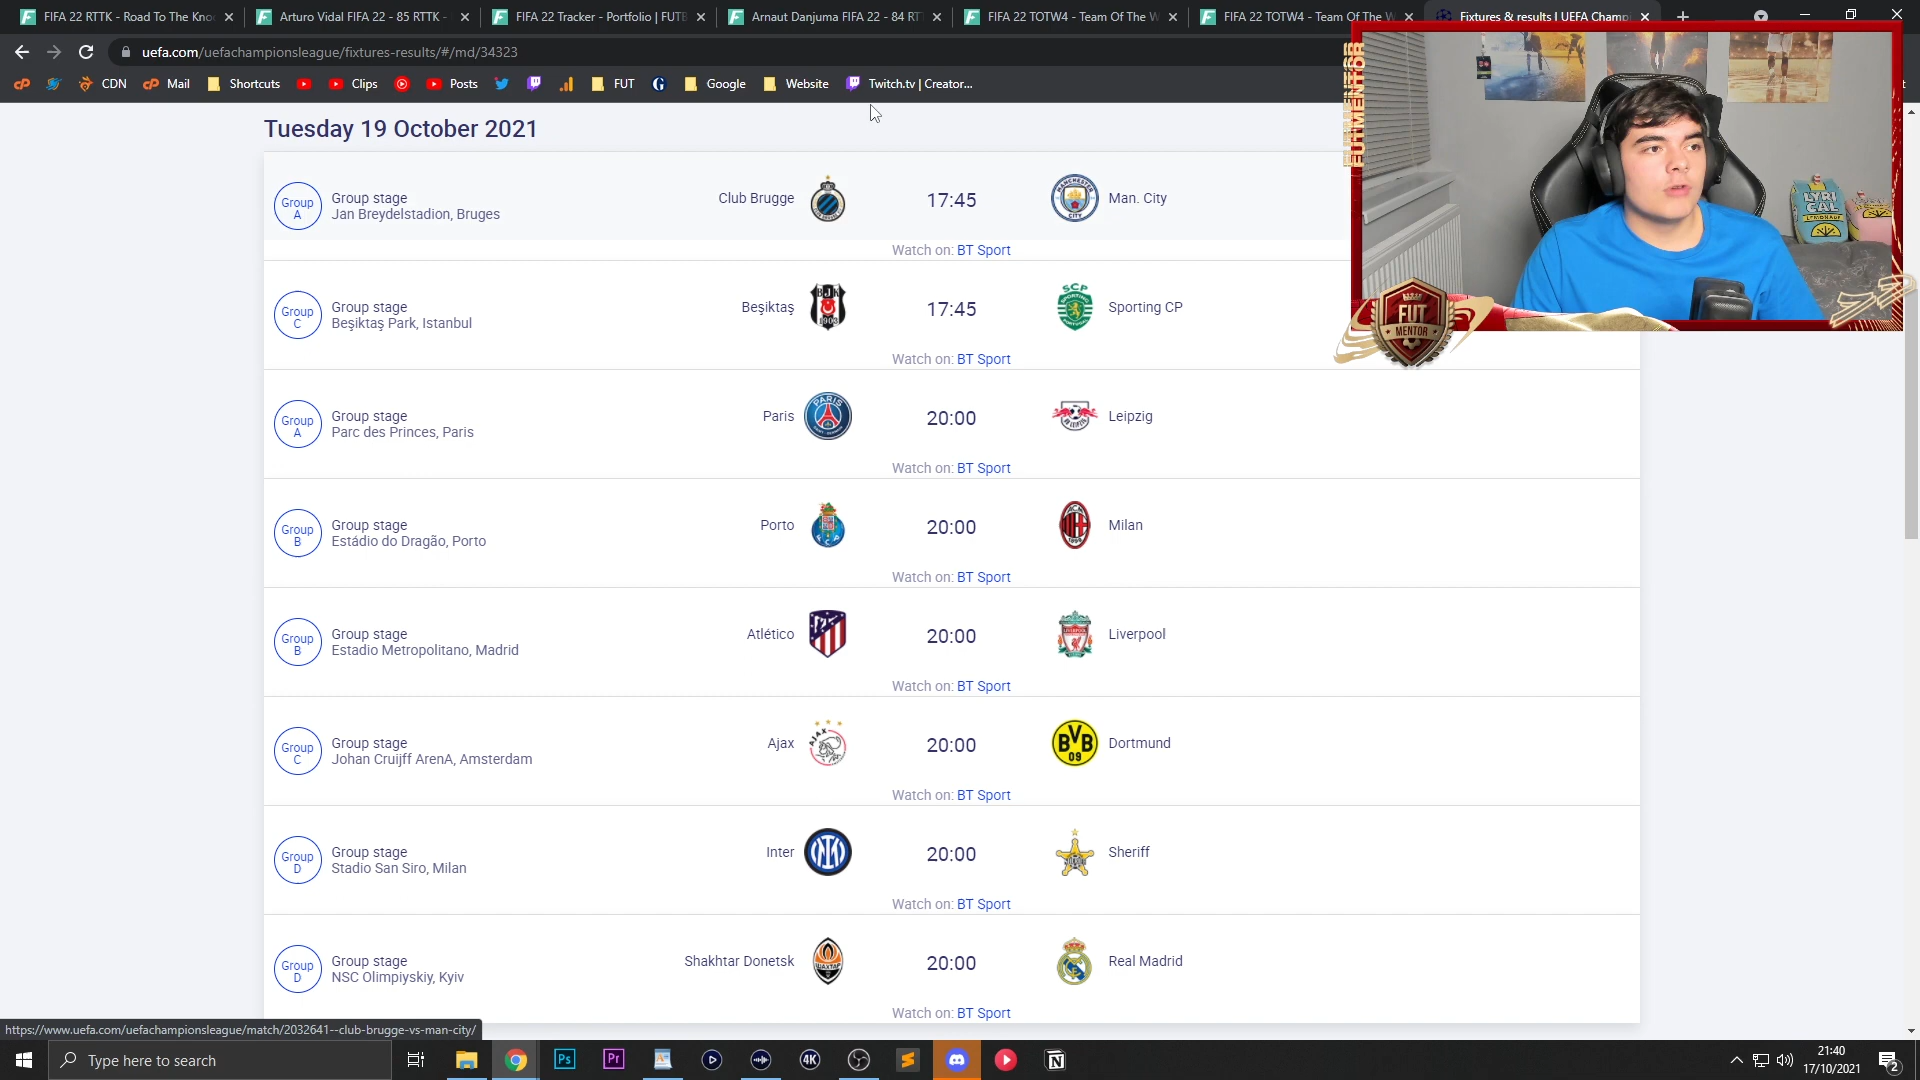 FIFA 22 RTTK - Road To The Kno
Arturo Vidal FIFA 22 - 85 RTTK -
FIFA 22 Tracker - Portfolio | FUTB
Arnaut Danjuma FIFA 22 - 84 RT
FIFA 22 TOTW4 - Team Of The W
FIFA 22 TOTW4 - Team Of The W
Fixtures & results | UEFA Champ
uefa.com/uefachampionsleague/fixtures-results/#/md/34323
CDN
Mail
Shortcuts
Clips
Posts
FUT
Google
Website
Twitch.tv | Creator...
Tuesday 19 October 2021
Group A
Group stage
Jan Breydelstadion, Bruges
Club Brugge
17:45
Man. City
Watch on: BT Sport
Group C
Group stage
Beşiktaş Park, Istanbul
Beşiktaş
17:45
Sporting CP
Watch on: BT Sport
Group A
Group stage
Parc des Princes, Paris
Paris
20:00
Leipzig
Watch on: BT Sport
Group B
Group stage
Estádio do Dragão, Porto
Porto
20:00
Milan
Watch on: BT Sport
Group B
Group stage
Estadio Metropolitano, Madrid
Atlético
20:00
Liverpool
Watch on: BT Sport
Group C
Group stage
Johan Cruijff ArenA, Amsterdam
Ajax
20:00
Dortmund
Watch on: BT Sport
Group D
Group stage
Stadio San Siro, Milan
Inter
20:00
Sheriff
Watch on: BT Sport
Group D
Group stage
NSC Olimpiyskiy, Kyiv
Shakhtar Donetsk
20:00
Real Madrid
Watch on: BT Sport
FUTMENTOR
FUT
MENTOR
LYRI
CAL
LEMONADE
https://www.uefa.com/uefachampionsleague/match/2032641--club-brugge-vs-man-city/
Type here to search
Ps
Pr
4K
21:40
17/10/2021
2